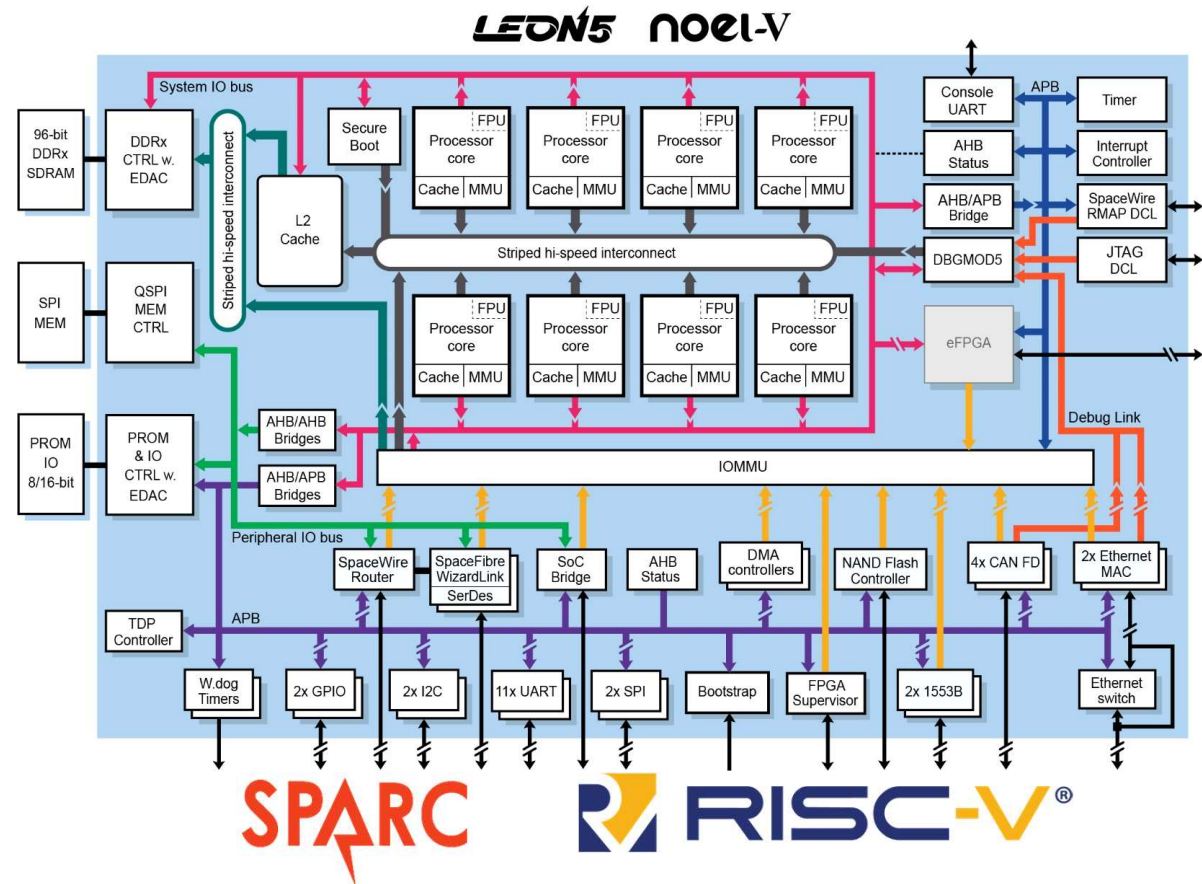 LEON5 NOEL-V
System IO bus
96-bit
DDRx
SDRAM
DDRx
CTRL w.
EDAC
Striped hi-speed interconnect
L2
Cache
Secure
Boot
FPU
Processor
core
Cache MMU
FPU
Processor
core
Cache MMU
FPU
Processor
core
Cache MMU
FPU
Processor
core
Cache MMU
Striped hi-speed interconnect
FPU
Processor
core
Cache MMU
FPU
Processor
core
Cache MMU
FPU
Processor
core
Cache MMU
FPU
Processor
core
Cache MMU
Console
UART
APB
Timer
AHB
Status
Interrupt
Controller
AHB/APB
Bridge
SpaceWire
RMAP DCL
DBGMOD5
JTAG
DCL
eFPGA
Debug Link
SPI
MEM
QSPI
MEM
CTRL
PROM
IO
8/16-bit
PROM
& IO
CTRL w.
EDAC
AHB/AHB
Bridges
AHB/APB
Bridges
IOMMU
Peripheral IO bus
SpaceWire
Router
SpaceFibre
WizardLink
SerDes
SoC
Bridge
AHB
Status
DMA
controllers
NAND Flash
Controller
4x CAN FD
2x Ethernet
MAC
TDP
Controller
APB
W.dog
Timers
2x GPIO
2x I2C
11x UART
2x SPI
Bootstrap
FPGA
Supervisor
2x 1553B
Ethernet
switch
SPARC
RISC-V®